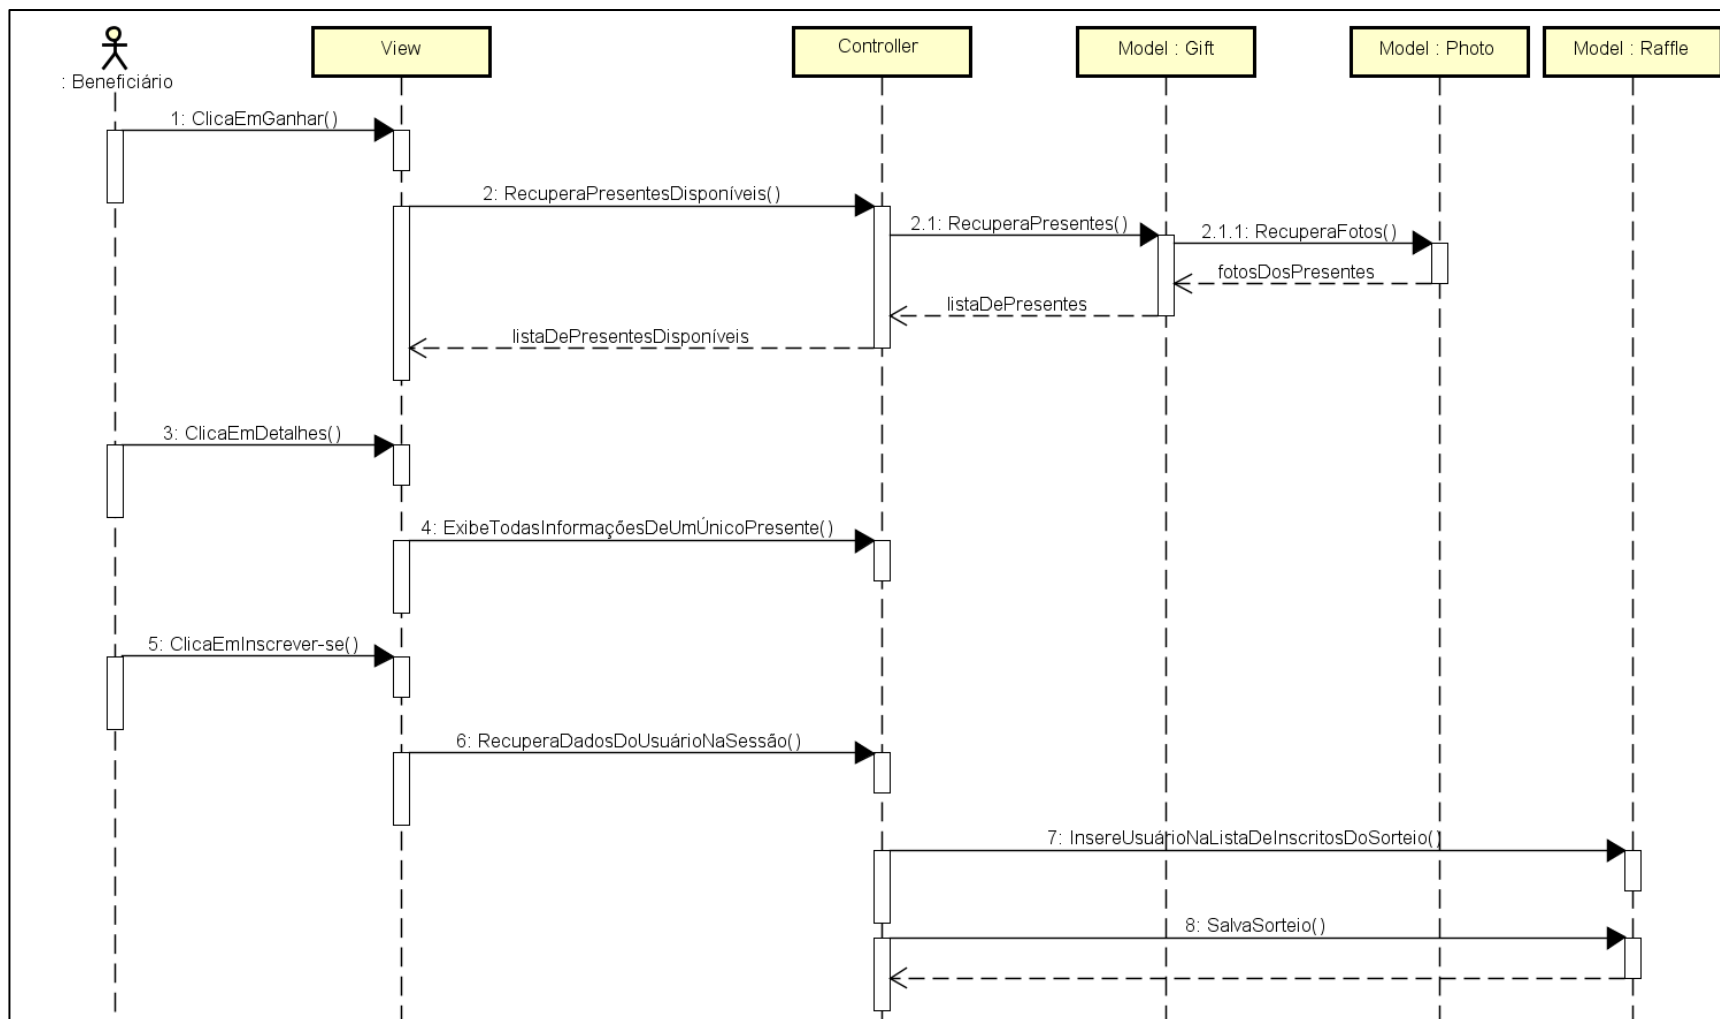 View
Controller
Model : Gift
Model : Photo
Model : Raffle
: Beneficiário
1: ClicaEmGanhar()
2: RecuperaPresentesDisponíveis()
2.1: RecuperaPresentes()
2.1.1: RecuperaFotos()
fotosDosPresentes
listaDePresentes
listaDePresentesDisponíveis
3: ClicaEmDetalhes()
4: ExibeTodasInformaçõesDeUmÚnicoPresente()
5: ClicaEmInscrever-se()
6: RecuperaDadosDoUsuárioNaSessão()
7: InsereUsuárioNaListaDeInscritosDoSorteio()
8: SalvaSorteio()